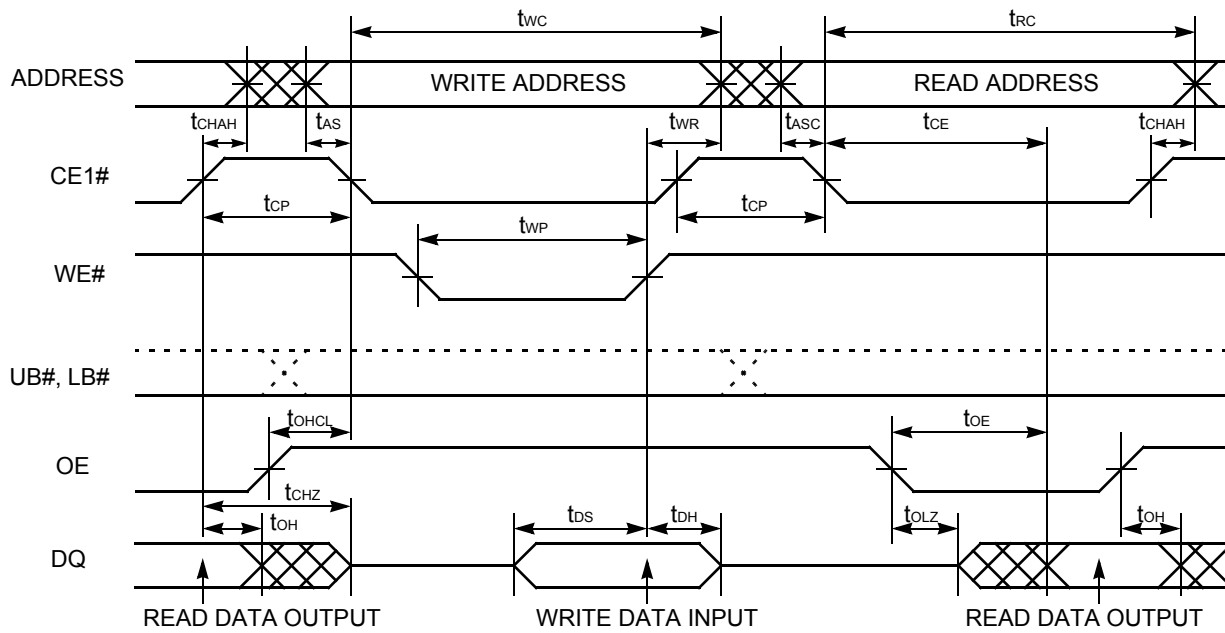 tWC tRC
ADDRESS WRITE ADDRESS READ ADDRESS
tCHAH tAS tWR tASC tCE tCHAH
CE1#
tCP tCP
tWP
WE#
UB#, LB#
tOHCL tOE
OE
tCHZ
tOH tDS tDH tOLZ tOH
DQ
READ DATA OUTPUT WRITE DATA INPUT READ DATA OUTPUT